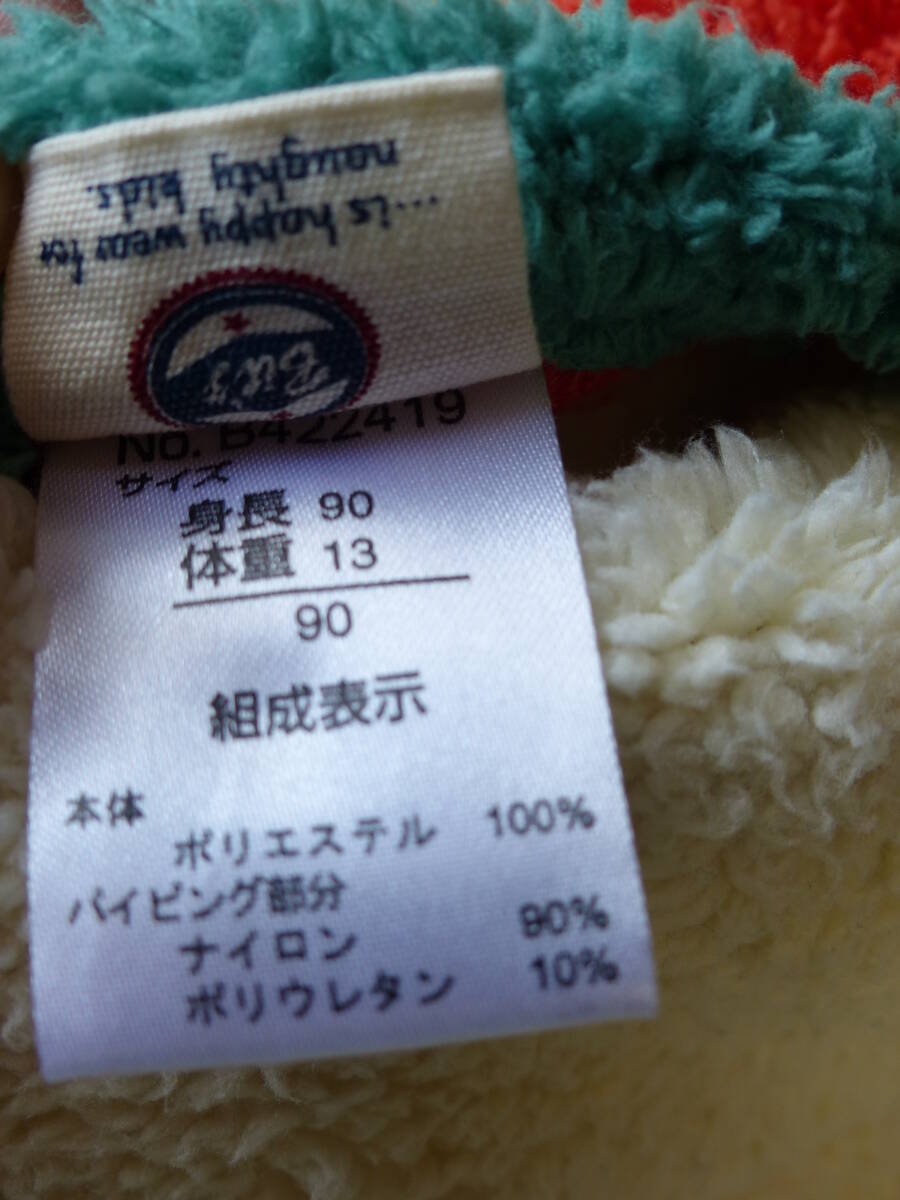 ...is happy wear for
naughty kids.
Bit's
No. B422419
サイズ
身長 90
体重 13
90
組成表示
本体
ポリエステル 100%
パイピング部分
ナイロン 90%
ポリウレタン 10%